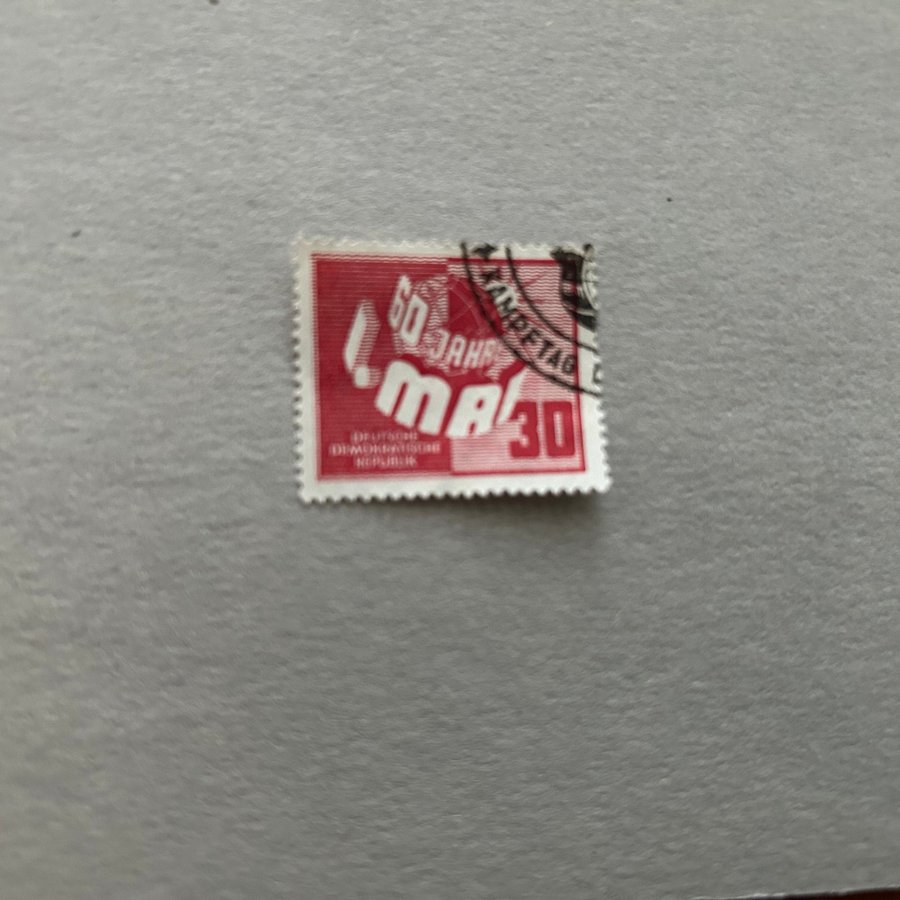 60 JAHRE
1. MAI
30
DEUTSCHE
DEMOKRATISCHE
REPUBLIK
KAMPFTAG